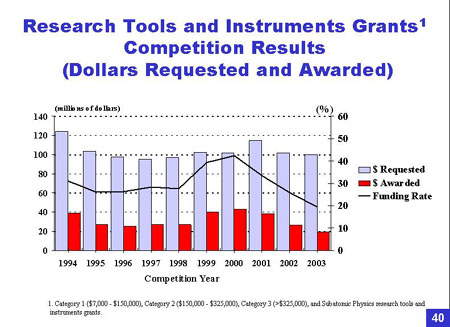 Research Tools and Instruments Grants1
Competition Results
(Dollars Requested and Awarded)
(millions of dollars)
(%)
140
120
100
80
60
40
20
0
60
50
40
30
20
10
0
$ Requested
$ Awarded
Funding Rate
1994 1995 1996 1997 1998 1999 2000 2001 2002 2003
Competition Year
1. Category 1 ($7,000 - $150,000), Category 2 ($150,000 - $325,000), Category 3 (>$325,000), and Subatomic Physics research tools and
instruments grants.
40